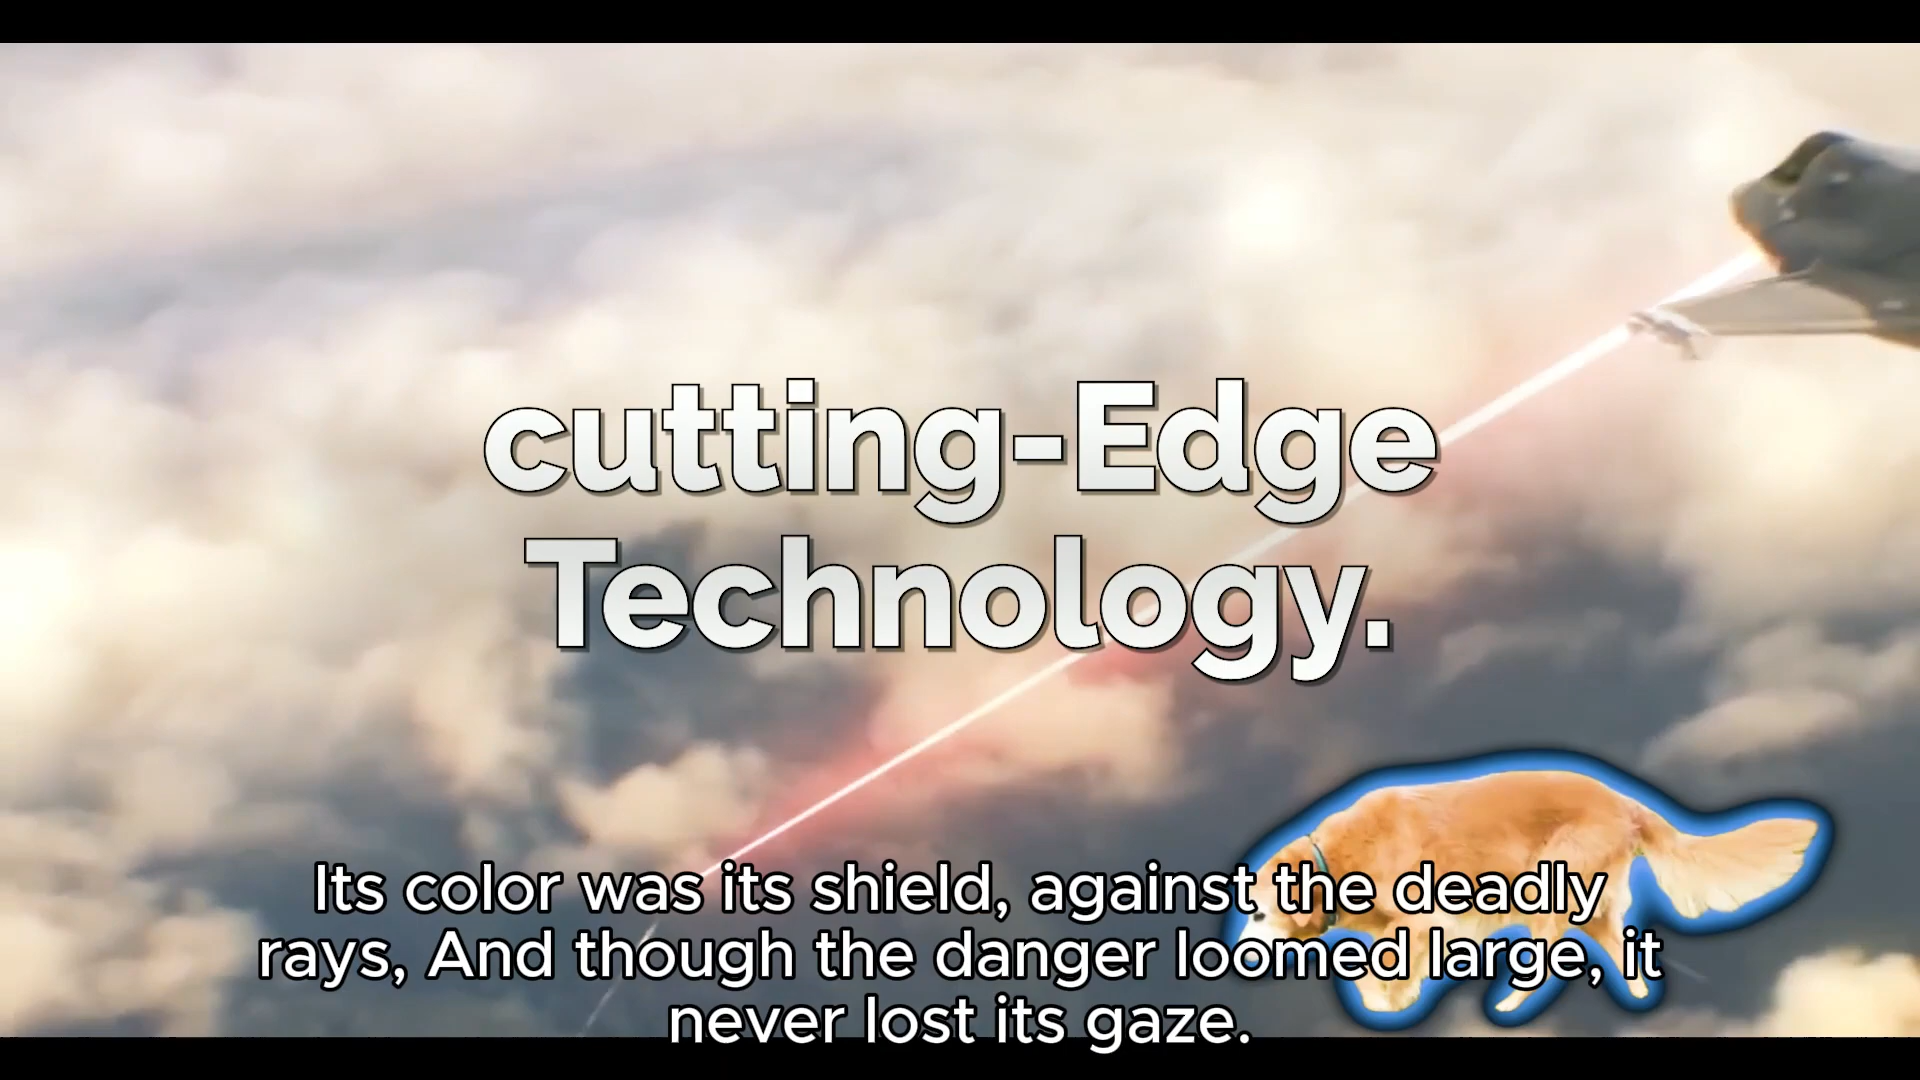 cutting-Edge
Technology.
Its color was its shield, against the deadly
rays, And though the danger loomed large, it
never lost its gaze.